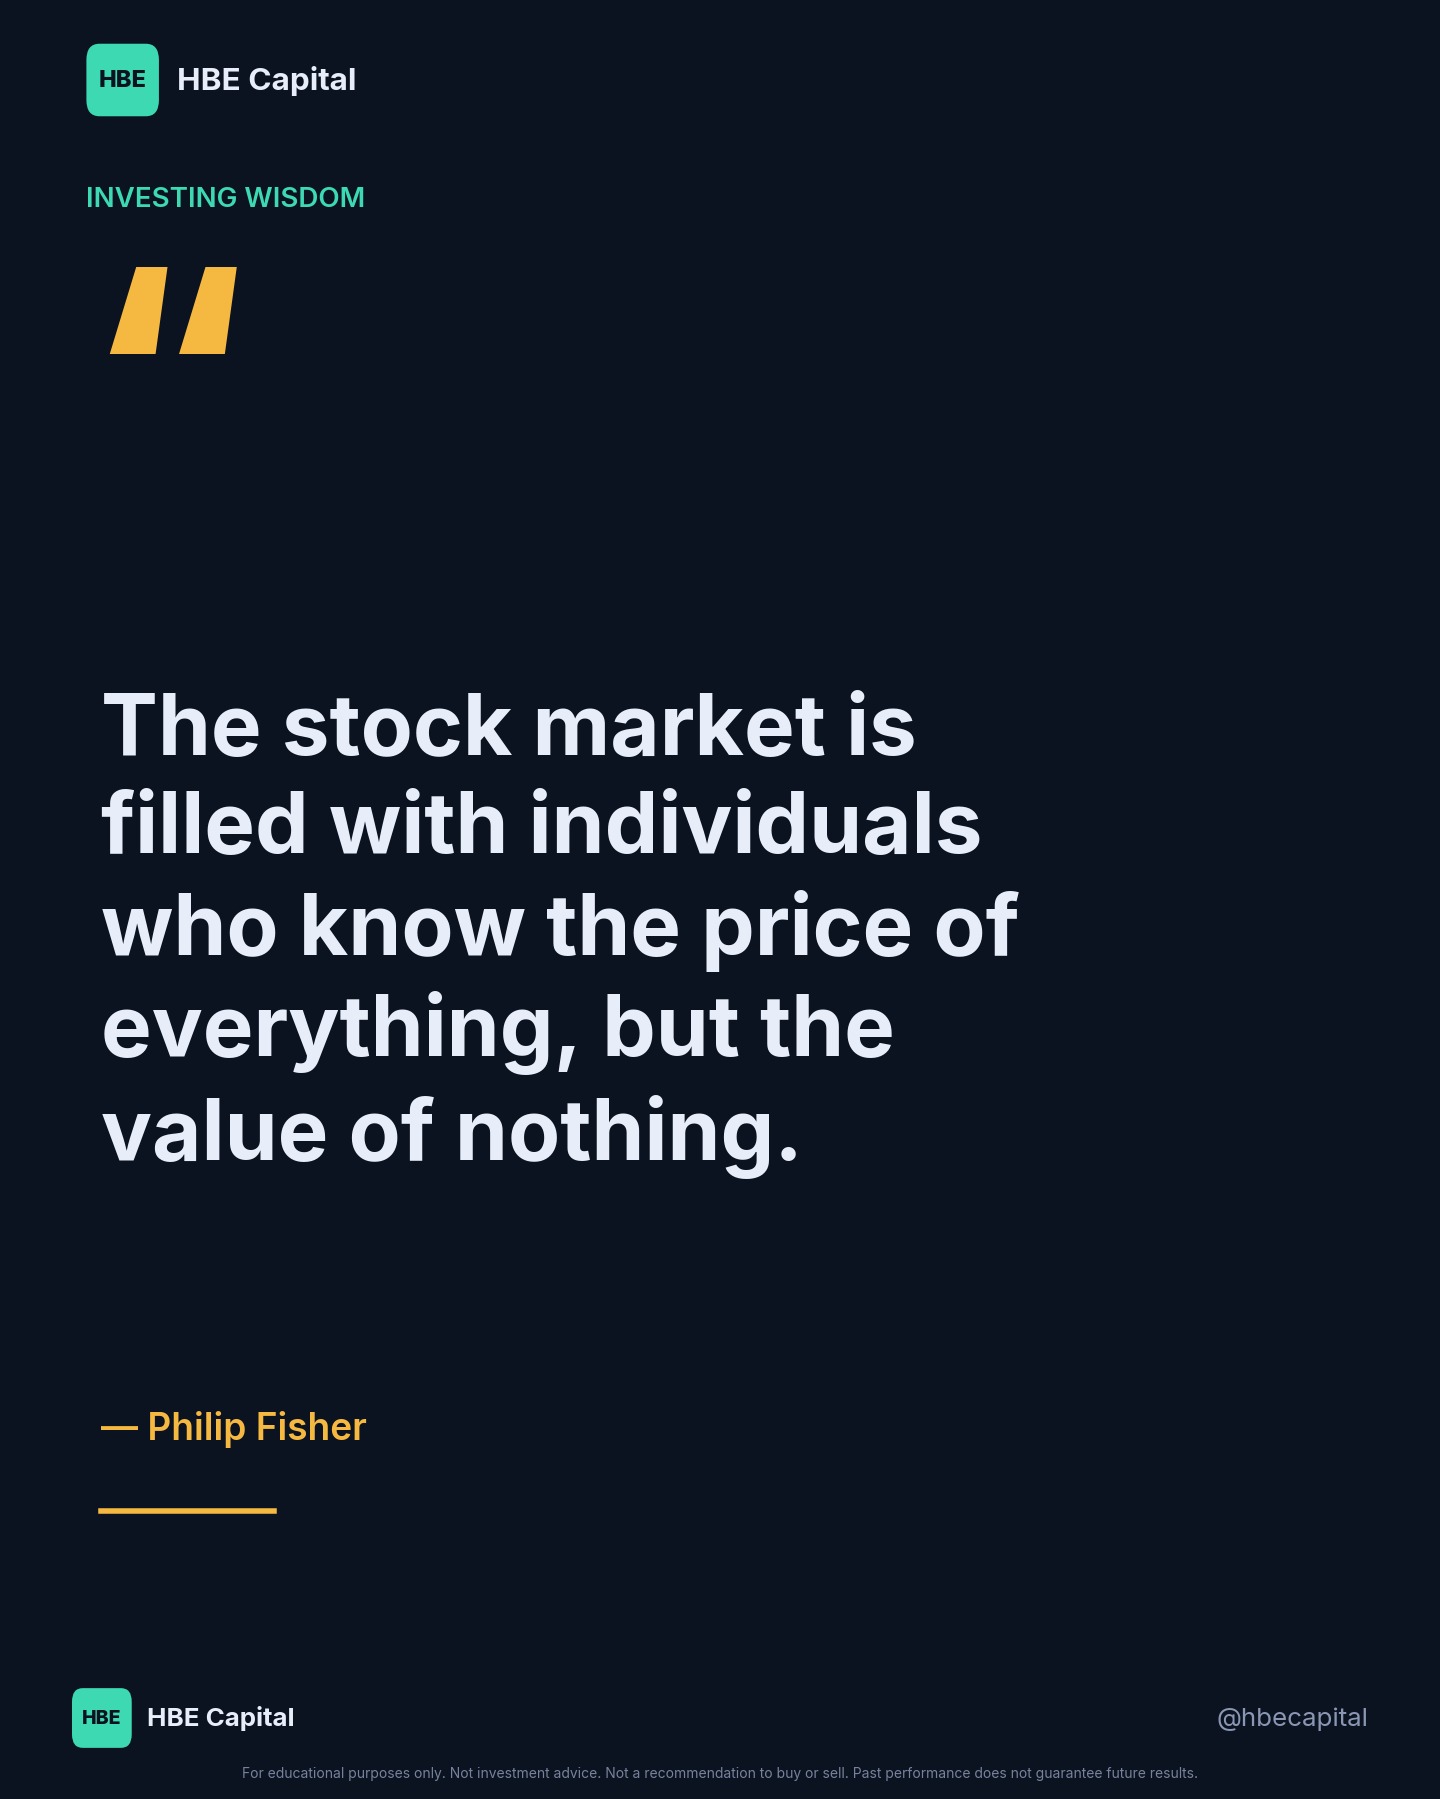 HBE
HBE Capital
INVESTING WISDOM
"
The stock market is
filled with individuals
who know the price of
everything, but the
value of nothing.
— Philip Fisher
HBE
HBE Capital
@hbecapital
For educational purposes only. Not investment advice. Not a recommendation to buy or sell. Past performance does not guarantee future results.